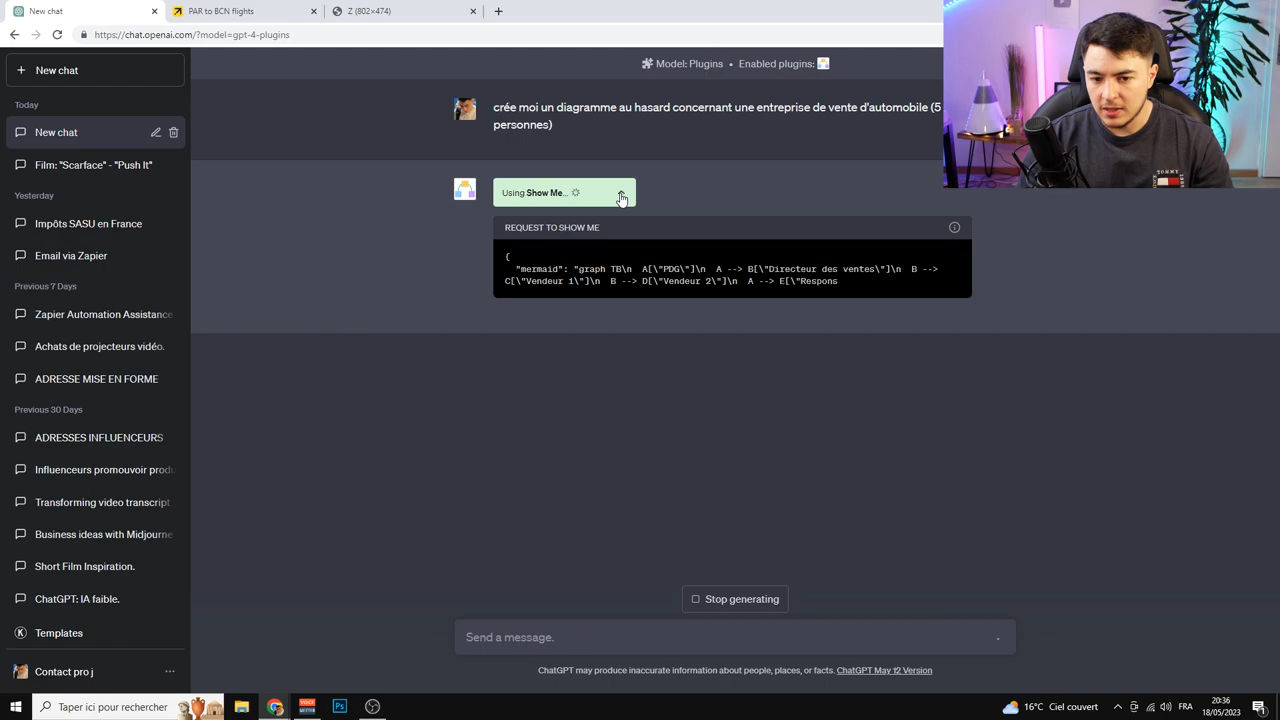 New chat
PAR to BCN flights
Z (802×474)
https://chat.openai.com/?model=gpt-4-plugins
New chat
Model: Plugins • Enabled plugins:
Today
New chat
Film: "Scarface" - "Push It"
Yesterday
Impôts SASU en France
Email via Zapier
Previous 7 Days
Zapier Automation Assistance
Achats de projecteurs vidéo.
ADRESSE MISE EN FORME
Previous 30 Days
ADRESSES INFLUENCEURS
Influenceurs promouvoir produ
Transforming video transcript
Business ideas with Midjourne
Short Film Inspiration.
ChatGPT: IA faible.
Templates
Contact pro j
crée moi un diagramme au hasard concernant une entreprise de vente d'automobile (5
personnes)
Using Show Me...
REQUEST TO SHOW ME
{
"mermaid": "graph TB\n  A[\"PDG\"]\n  A --> B[\"Directeur des ventes\"]\n  B -->
C[\"Vendeur 1\"]\n  B --> D[\"Vendeur 2\"]\n  A --> E[\"Respons
Stop generating
Send a message.
ChatGPT may produce inaccurate information about people, places, or facts. ChatGPT May 12 Version
TOMMY
Taper ici pour rechercher
Ps
16°C Ciel couvert
FRA
20:36
18/05/2023